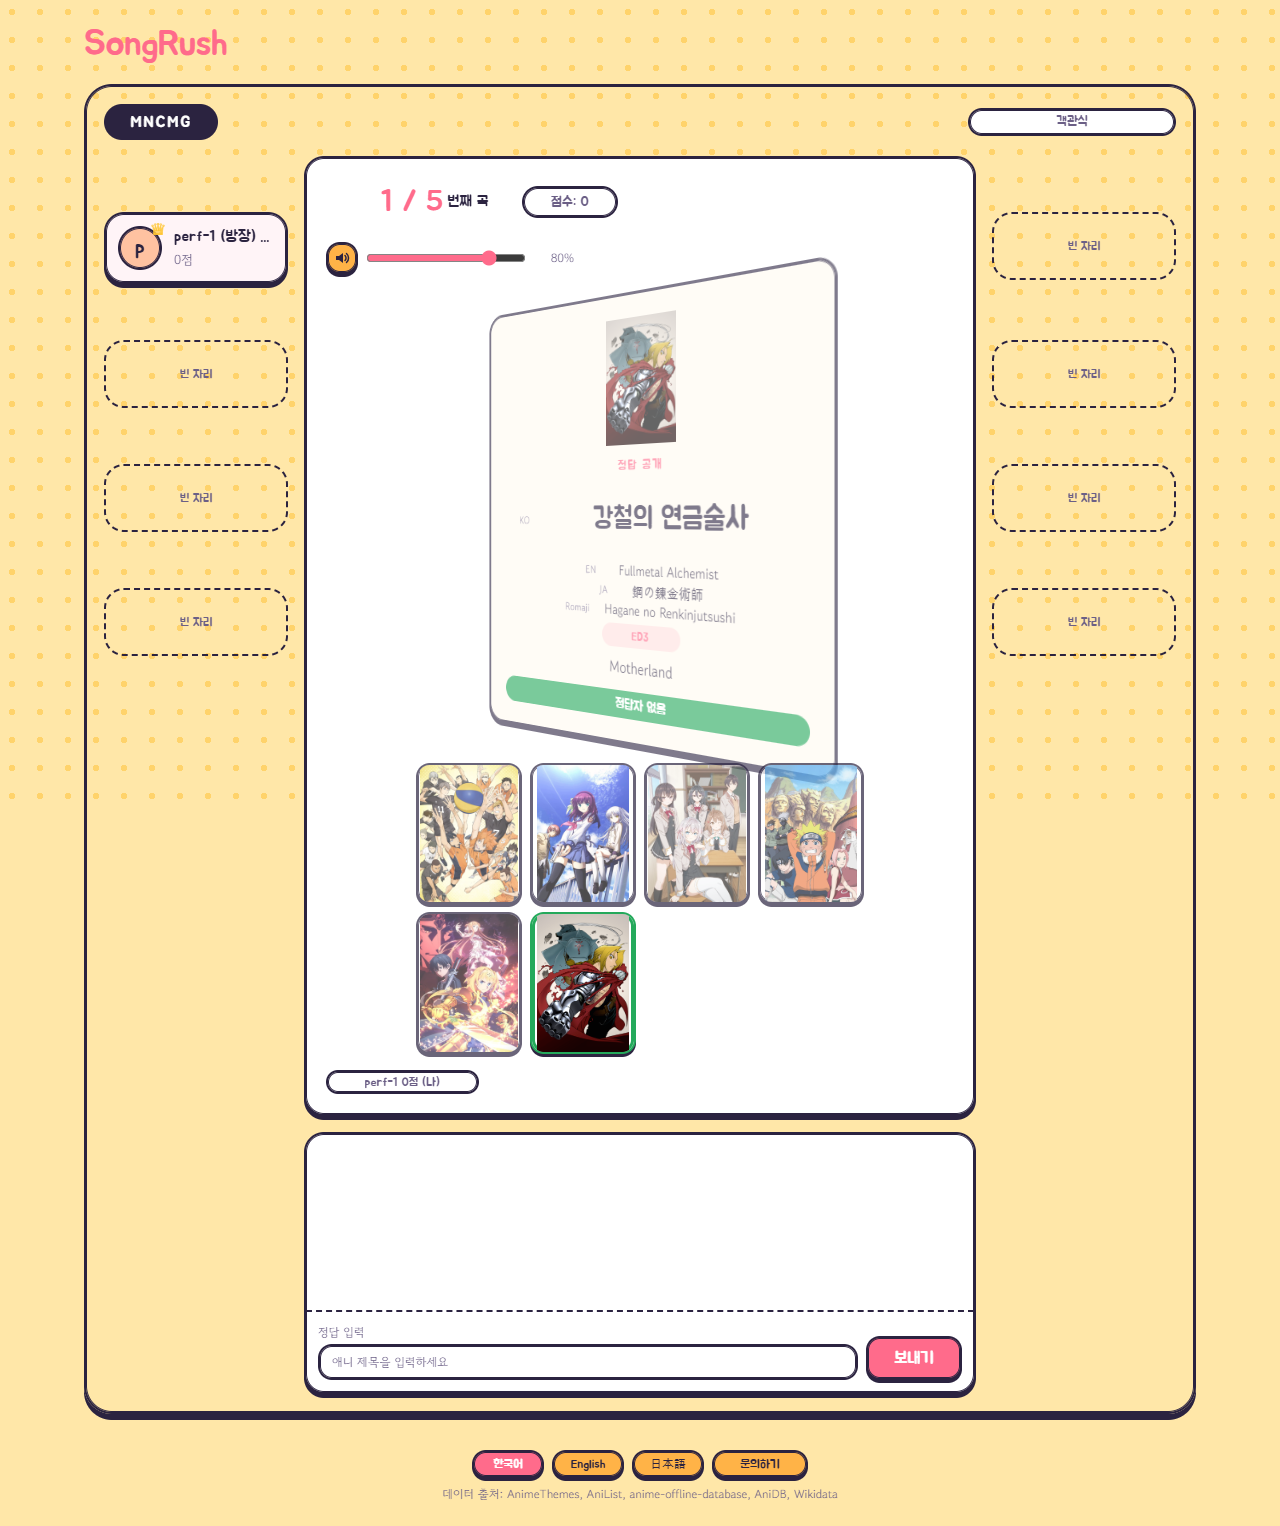 SongRush
MNCMG
객관식
1 / 5 번째 곡
점수: 0
P
perf-1 (방장) ...
0점
80%
빈 자리
빈 자리
빈 자리
빈 자리
빈 자리
빈 자리
빈 자리
정답 공개
KO 강철의 연금술사
EN Fullmetal Alchemist
JA 鋼の錬金術師
Romaji Hagane no Renkinjutsushi
ED3
Motherland
정답자 없음
perf-1 0점 (나)
정답 입력
애니 제목을 입력하세요
보내기
한국어
English
日本語
문의하기
데이터 출처: AnimeThemes, AniList, anime-offline-database, AniDB, Wikidata